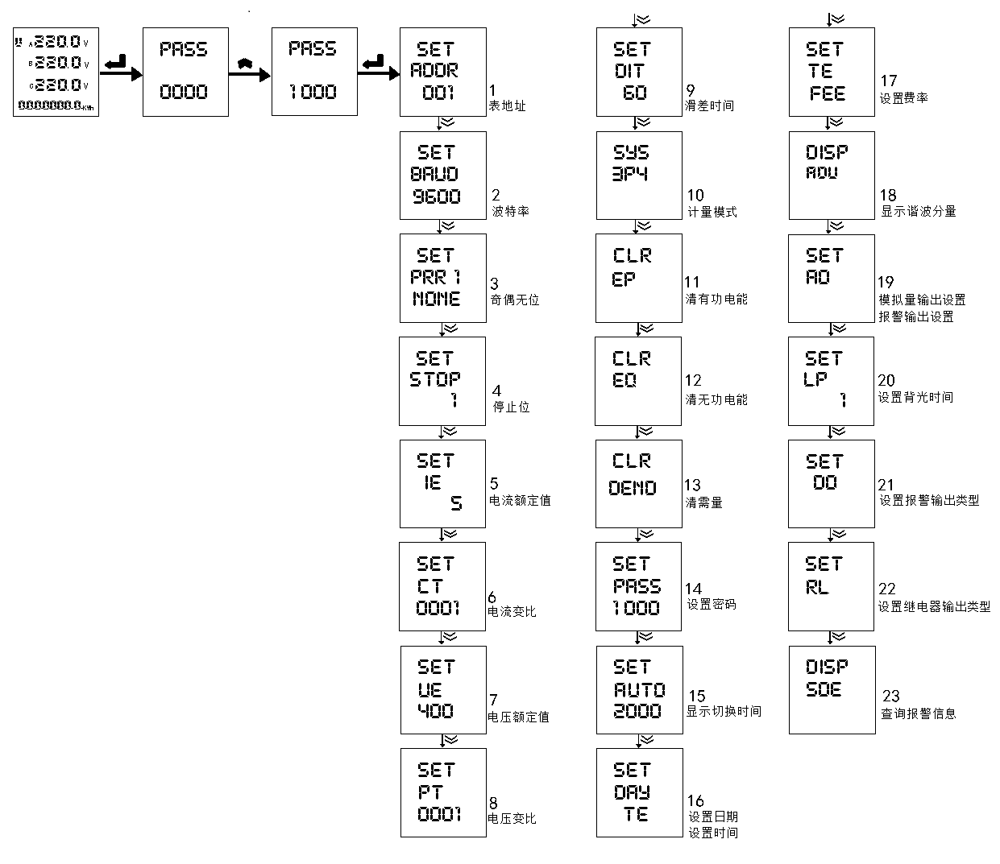 U A 220.0 V
B 220.0 V
C 220.0 V
0000000.0 KWh
PASS
0000
PASS
1000
SET
ADDR
001
1
表地址
SET
BAUD
9600
2
波特率
SET
PRR 1
NONE
3
奇偶无位
SET
STOP
1
4
停止位
SET
IE
5
5
电流额定值
SET
CT
0001
6
电流变比
SET
UE
400
7
电压额定值
SET
PT
0001
8
电压变比
SET
DIT
60
9
滑差时间
SYS
3P4
10
计量模式
CLR
EP
11
清有功电能
CLR
EQ
12
清无功电能
CLR
DEMD
13
清需量
SET
PASS
1000
14
设置密码
SET
AUTO
2000
15
显示切换时间
SET
DAY
TE
16
设置日期
设置时间
SET
TE
FEE
17
设置费率
DISP
ADU
18
显示谐波分量
SET
AO
19
模拟量输出设置
报警输出设置
SET
LP
1
20
设置背光时间
SET
DO
21
设置报警输出类型
SET
RL
22
设置继电器输出类型
DISP
SOE
23
查询报警信息